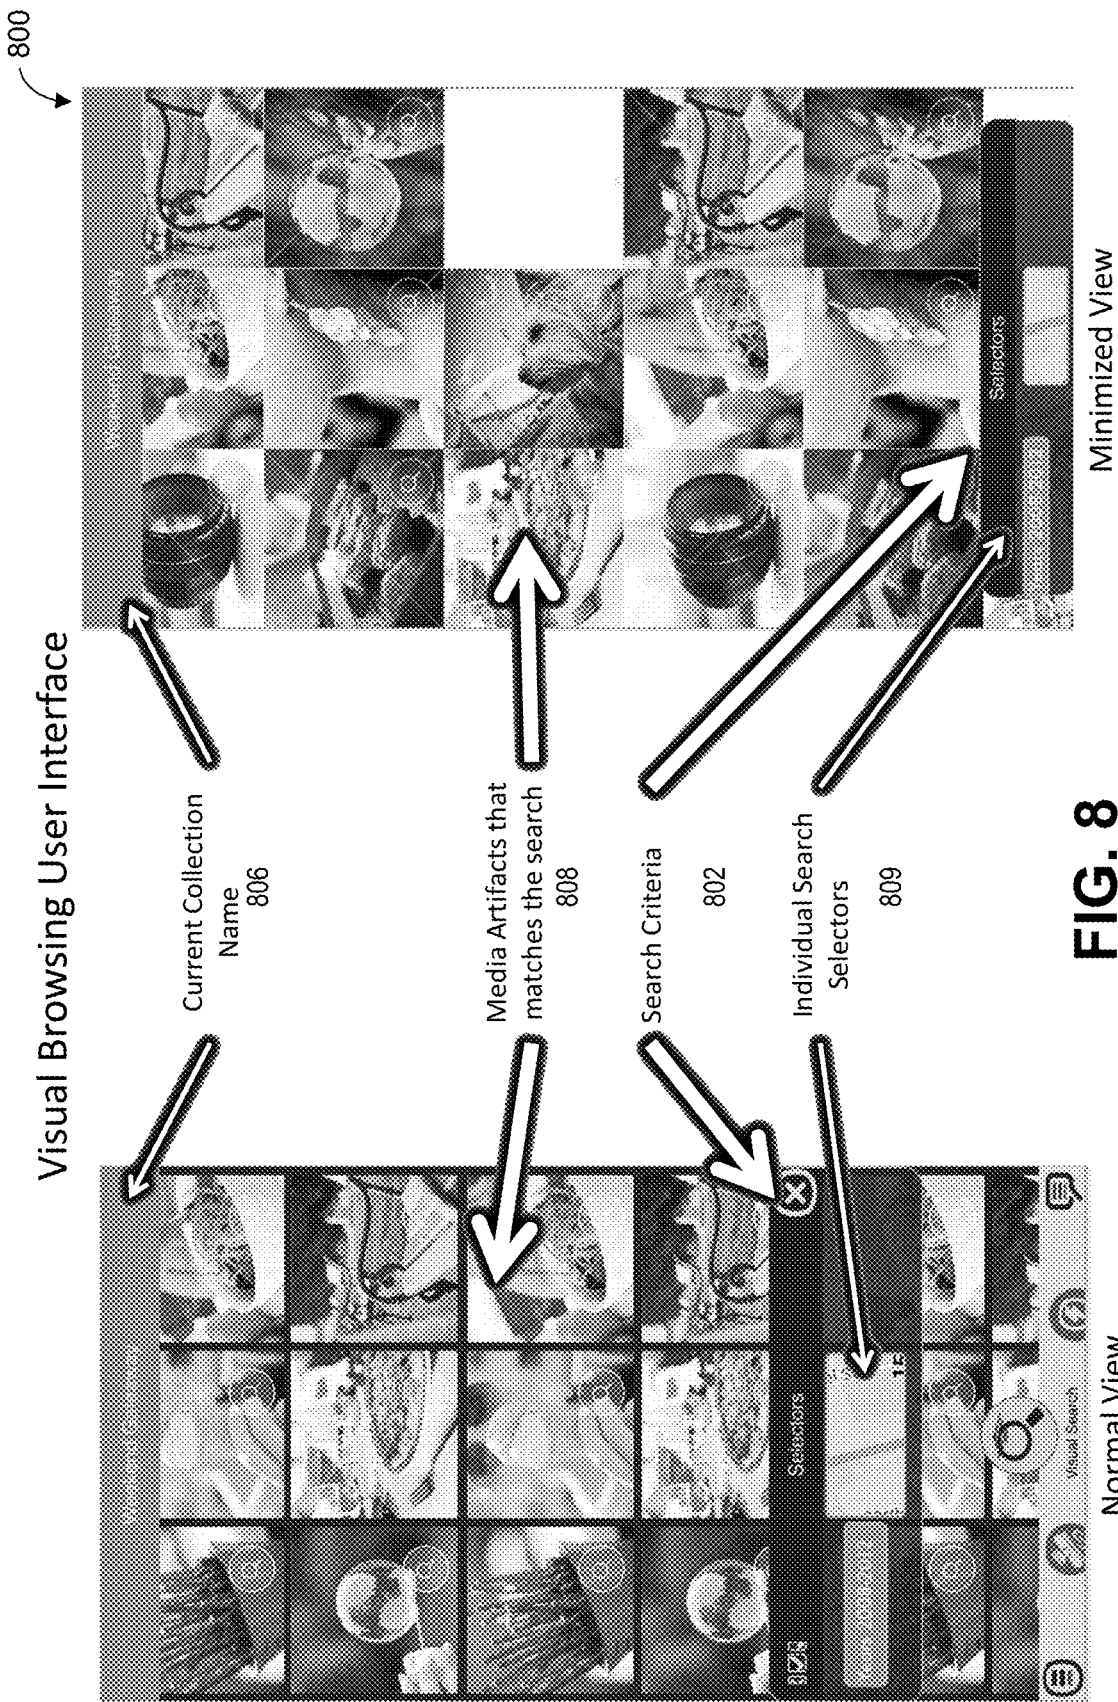 800
Visual Browsing User Interface
Current Collection
Name
806
Media Artifacts that
matches the search
808
Search Criteria
802
Individual Search
Selectors
809
Selectors
Selectors
Visual Search
Normal View
Minimized View
FIG. 8